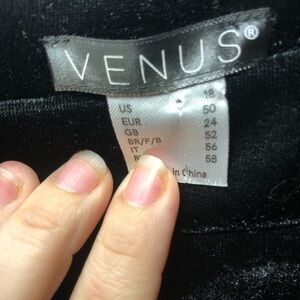 VENUS®
US 18
EUR 50
GB 24
BR/F/B 52
IT 56
58
in China